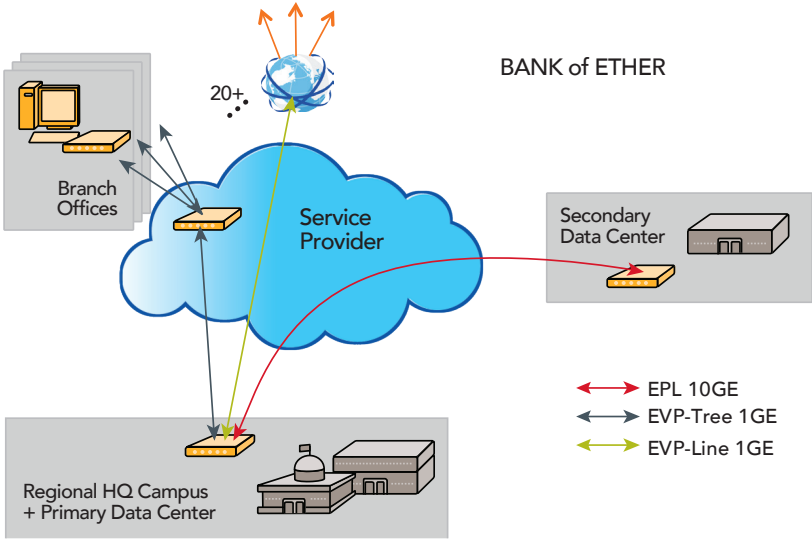 BANK of ETHER
20+
Branch
Offices
Service
Provider
Secondary
Data Center
EPL 10GE
EVP-Tree 1GE
EVP-Line 1GE
Regional HQ Campus
+ Primary Data Center